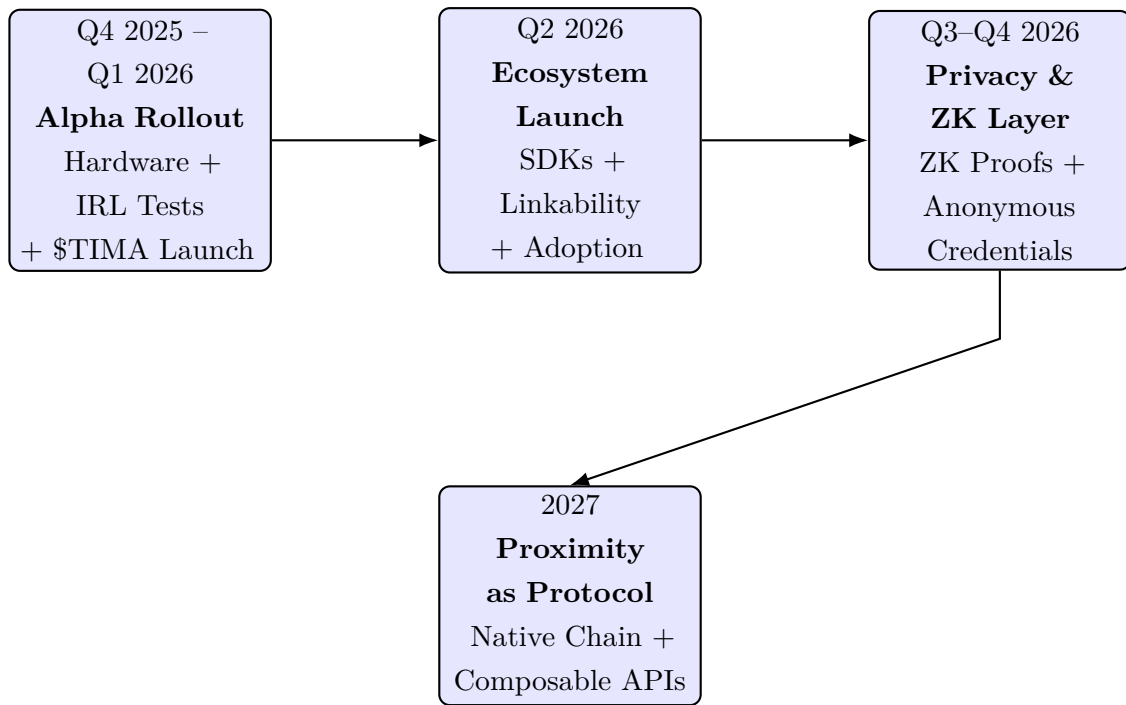 Q4 2025 –
Q1 2026
Alpha Rollout
Hardware +
IRL Tests
+ $TIMA Launch
Q2 2026
Ecosystem
Launch
SDKs +
Linkability
+ Adoption
Q3–Q4 2026
Privacy &
ZK Layer
ZK Proofs +
Anonymous
Credentials
2027
Proximity
as Protocol
Native Chain +
Composable APIs